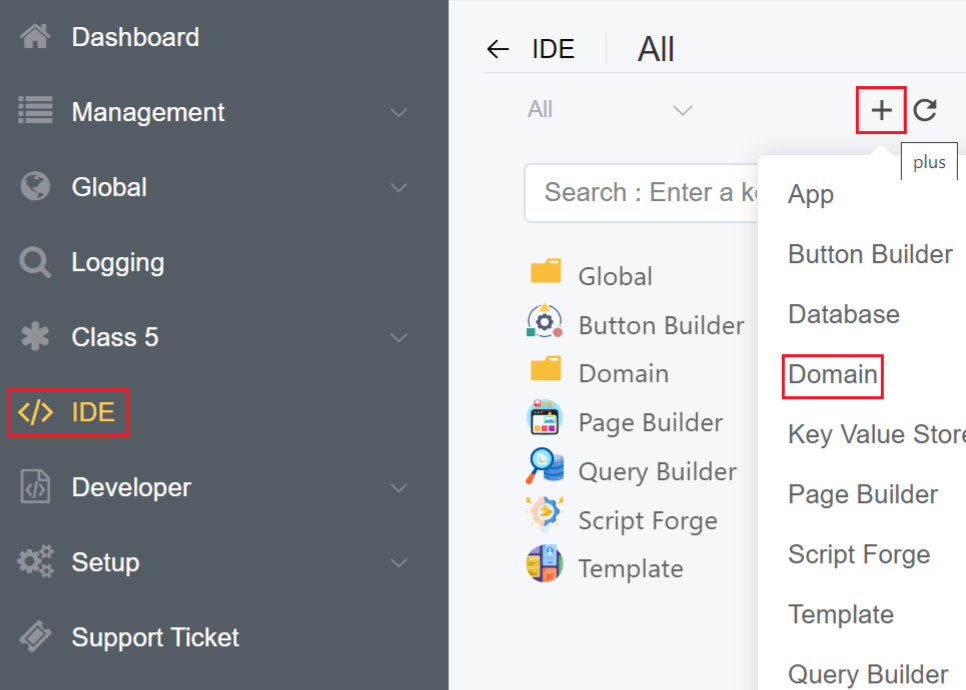 Dashboard
Management
Global
Logging
Class 5
</> IDE
Developer
Setup
Support Ticket
IDE
All
All
plus
Search : Enter a ke
Global
Button Builder
Domain
Page Builder
Query Builder
Script Forge
Template
App
Button Builder
Database
Domain
Key Value Store
Page Builder
Script Forge
Template
Query Builder